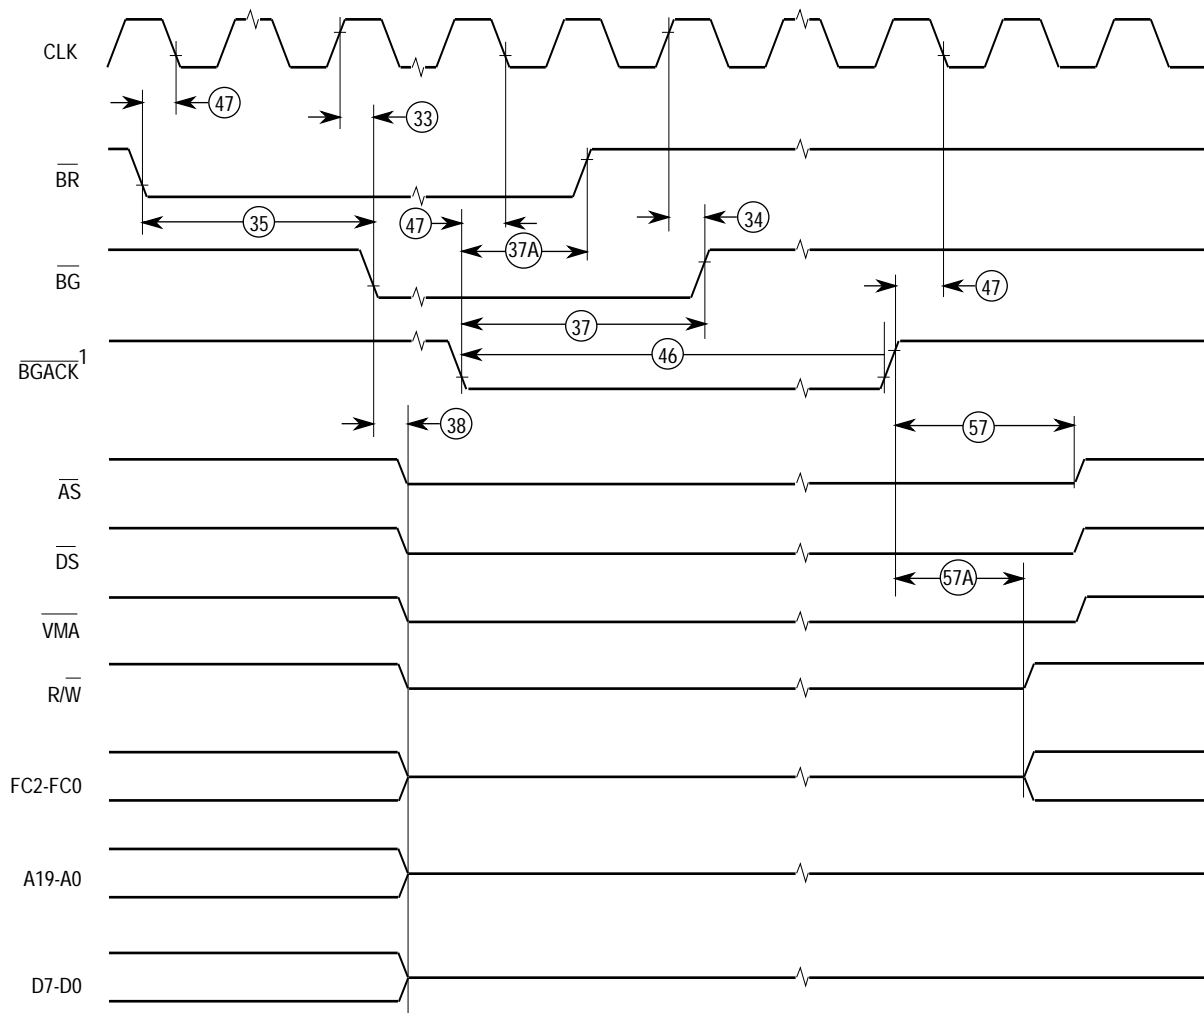 CLK
47
33
BR
35
47
37A
34
BG
47
37
BGACK1
46
38
57
AS
DS
57A
VMA
R/W
FC2-FC0
A19-A0
D7-D0